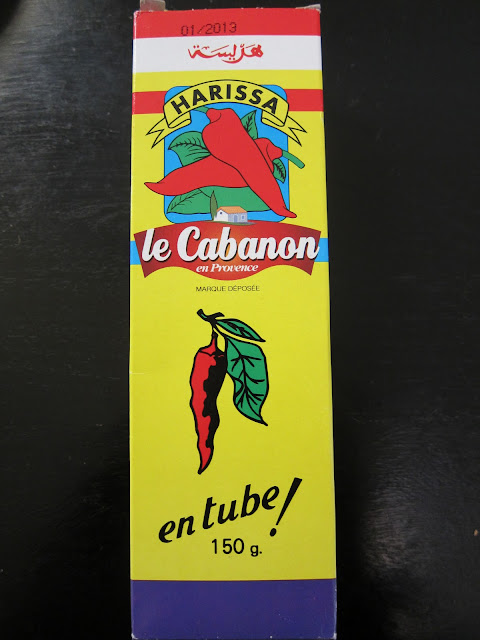 01/2013
هريسة
HARISSA
le Cabanon
en Provence
MARQUE DÉPOSÉE
en tube!
150 g.